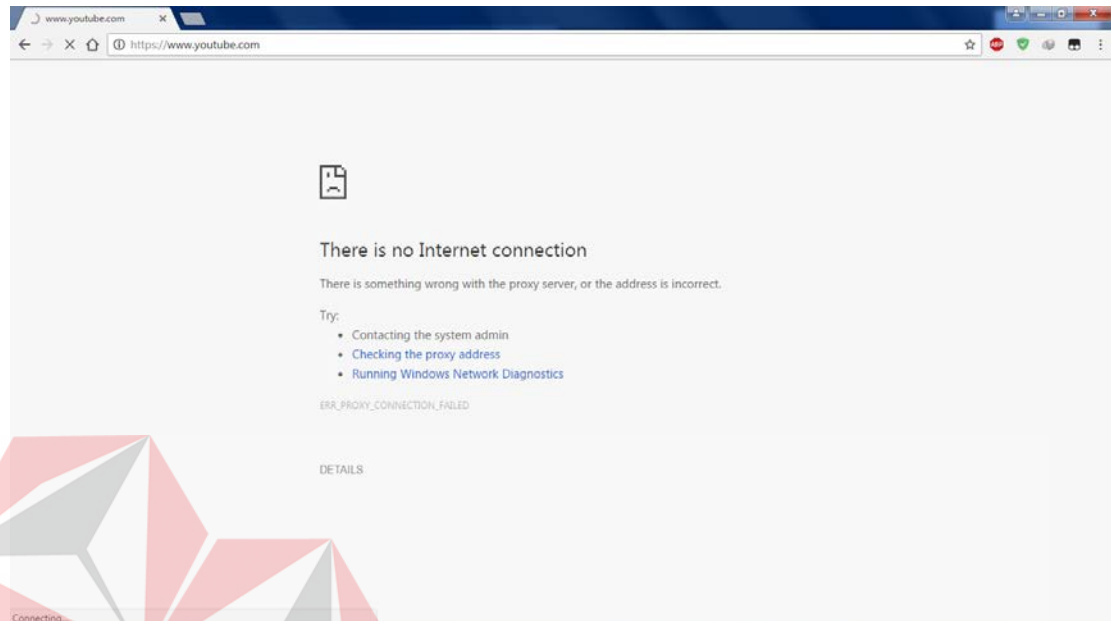 www.youtube.com
https://www.youtube.com
ABP
There is no Internet connection
There is something wrong with the proxy server, or the address is incorrect.
Try:
• Contacting the system admin
• Checking the proxy address
• Running Windows Network Diagnostics
ERR_PROXY_CONNECTION_FAILED
DETAILS
Connecting...